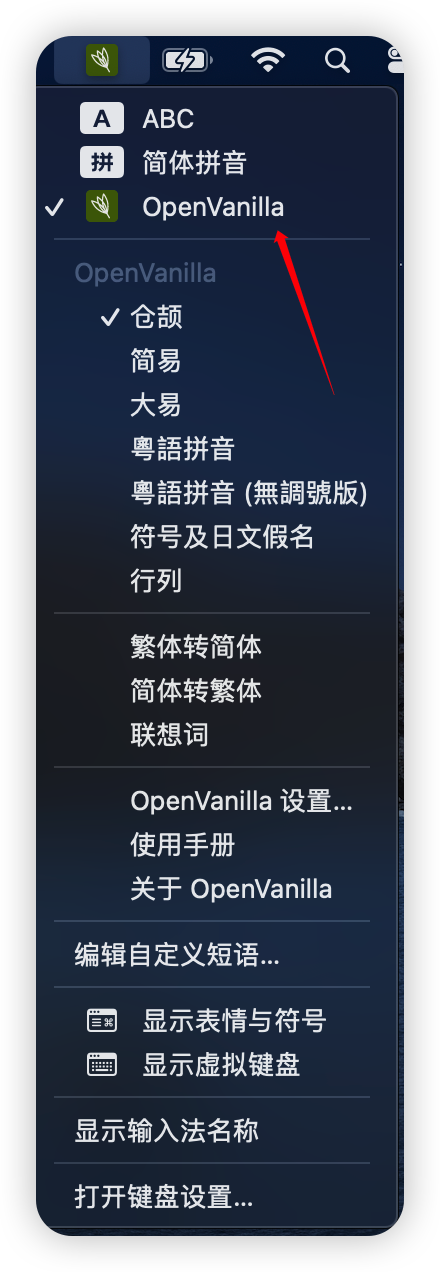 A ABC
拼 简体拼音
OpenVanilla
OpenVanilla
仓颉
简易
大易
粵語拼音
粵語拼音 (無調號版)
符号及日文假名
行列
繁体转简体
简体转繁体
联想词
OpenVanilla 设置...
使用手册
关于 OpenVanilla
编辑自定义短语...
显示表情与符号
显示虚拟键盘
显示输入法名称
打开键盘设置...